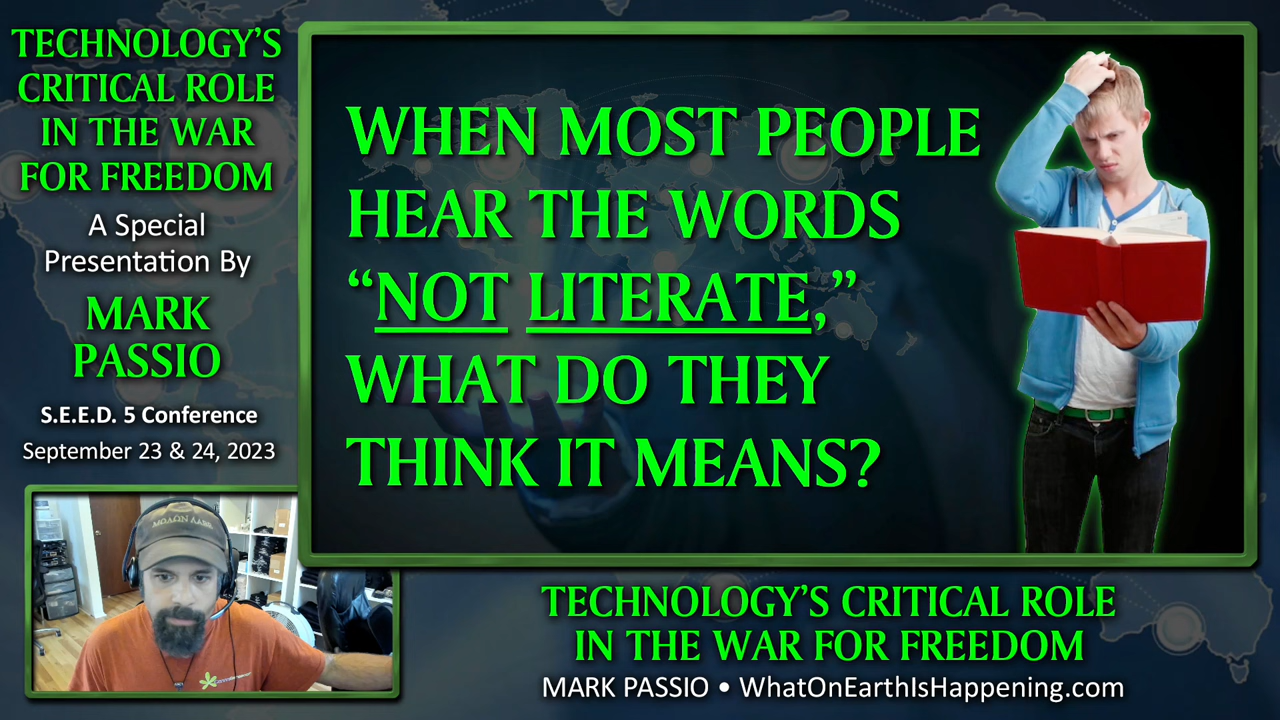 TECHNOLOGY'S
CRITICAL ROLE
IN THE WAR
FOR FREEDOM
A Special
Presentation By
MARK
PASSIO
S.E.E.D. 5 Conference
September 23 & 24, 2023
WHEN MOST PEOPLE
HEAR THE WORDS
“NOT LITERATE,”
WHAT DO THEY
THINK IT MEANS?
ΜΟΛΩΝ ΛΑΒΕ
TECHNOLOGY'S CRITICAL ROLE
IN THE WAR FOR FREEDOM
MARK PASSIO • WhatOnEarthIsHappening.com